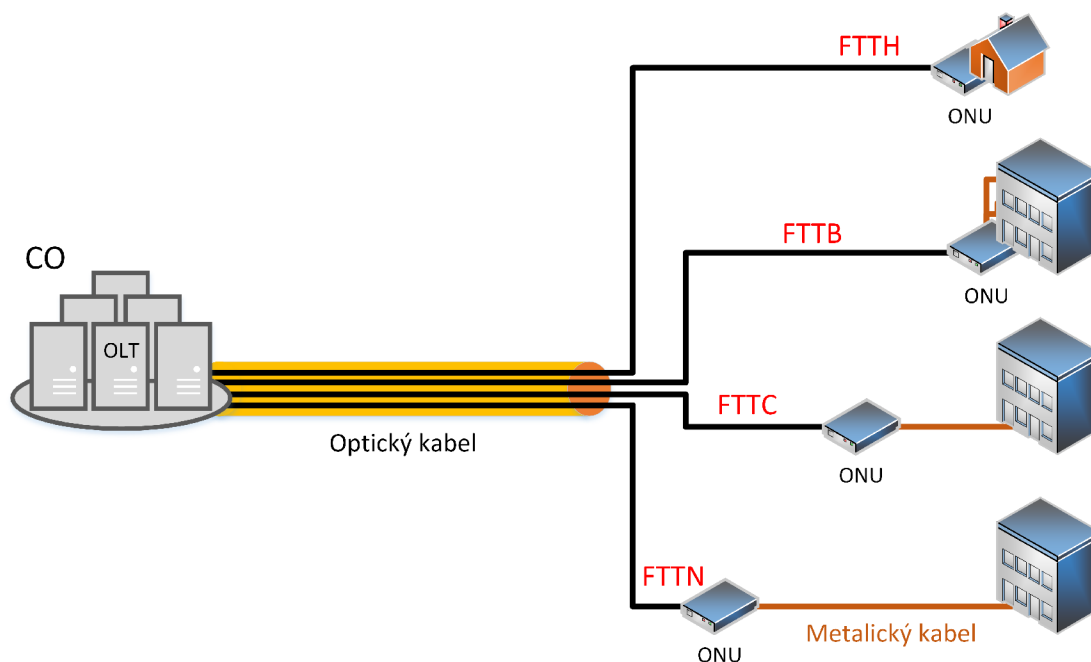 FTTH
ONU
FTTB
ONU
CO
OLT
Optický kabel
FTTC
ONU
FTTN
ONU
Metalický kabel